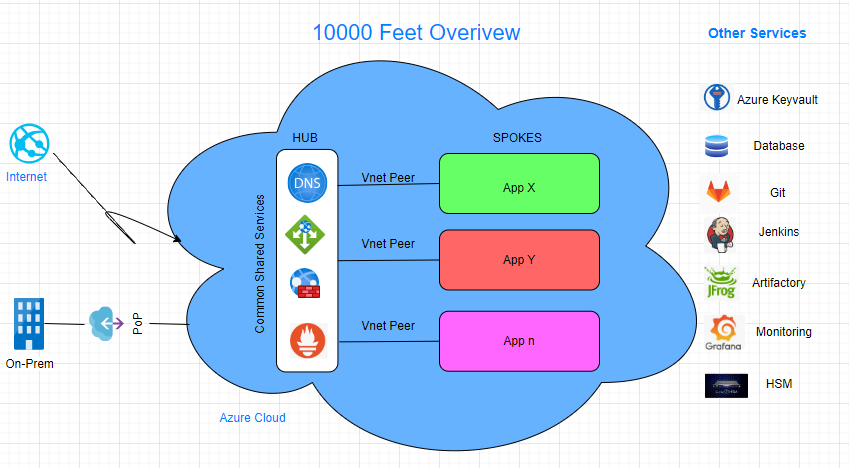 10000 Feet Overivew
Other Services
Internet
On-Prem
PoP
HUB
Common Shared Services
DNS
SPOKES
Vnet Peer
App X
Vnet Peer
App Y
Vnet Peer
App n
Azure Cloud
Azure Keyvault
Database
Git
Jenkins
JFrog
Artifactory
Grafana
Monitoring
HSM